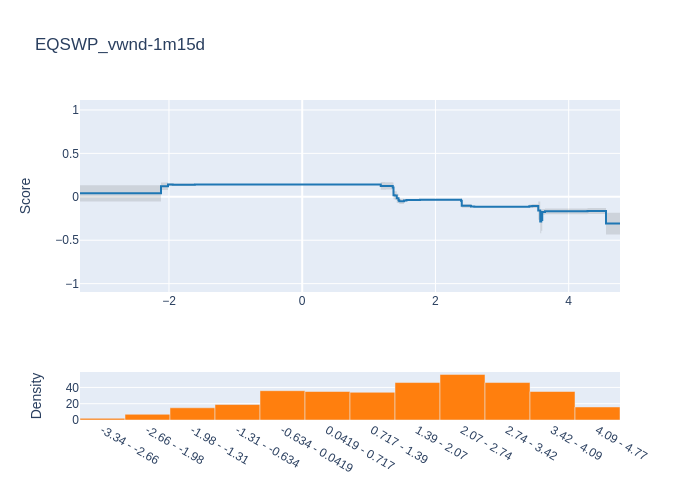 EQSWP_vwnd-1m15d
Score
1
0.5
0
−0.5
−1
−2
0
2
4
Density
40
20
0
-3.34 - -2.66
-2.66 - -1.98
-1.98 - -1.31
-1.31 - -0.634
-0.634 - 0.0419
0.0419 - 0.717
0.717 - 1.39
1.39 - 2.07
2.07 - 2.74
2.74 - 3.42
3.42 - 4.09
4.09 - 4.77